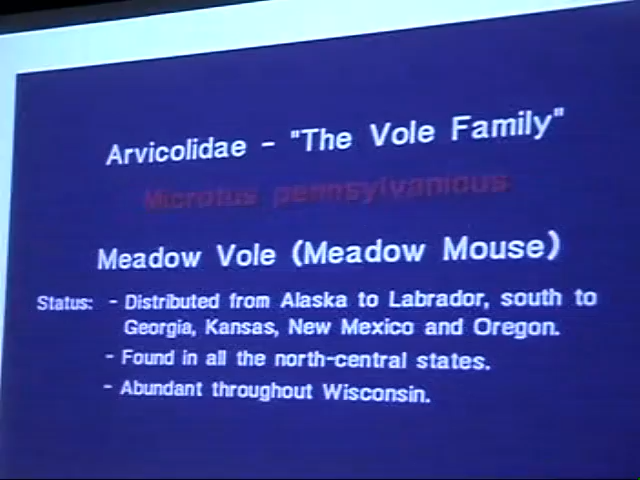 Arvicolidae - "The Vole Family"
Microtus pennsylvanicus
Meadow Vole (Meadow Mouse)
Status: - Distributed from Alaska to Labrador, south to
Georgia, Kansas, New Mexico and Oregon.
- Found in all the north-central states.
- Abundant throughout Wisconsin.